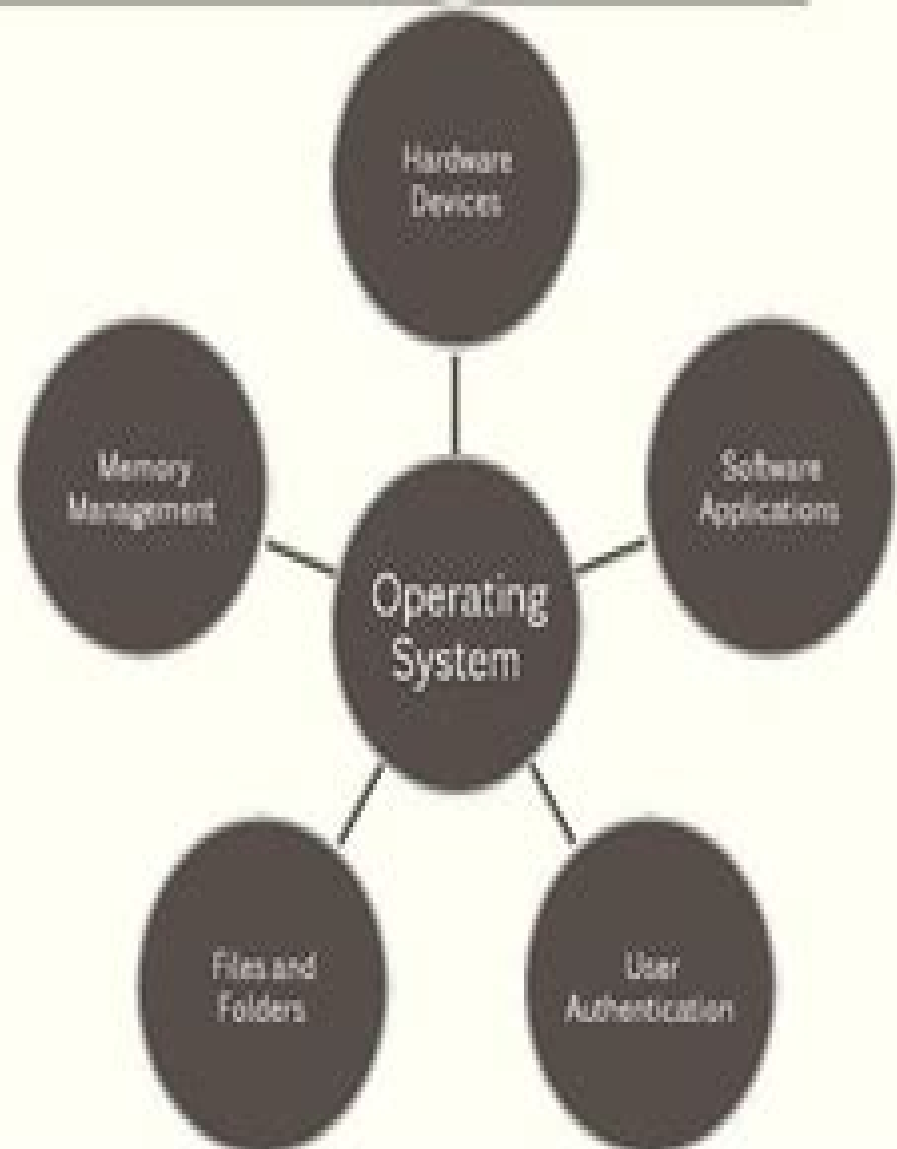 Hardware
Devices
Memory
Management
Software
Applications
Operating
System
Files and
Folders
User
Authentication